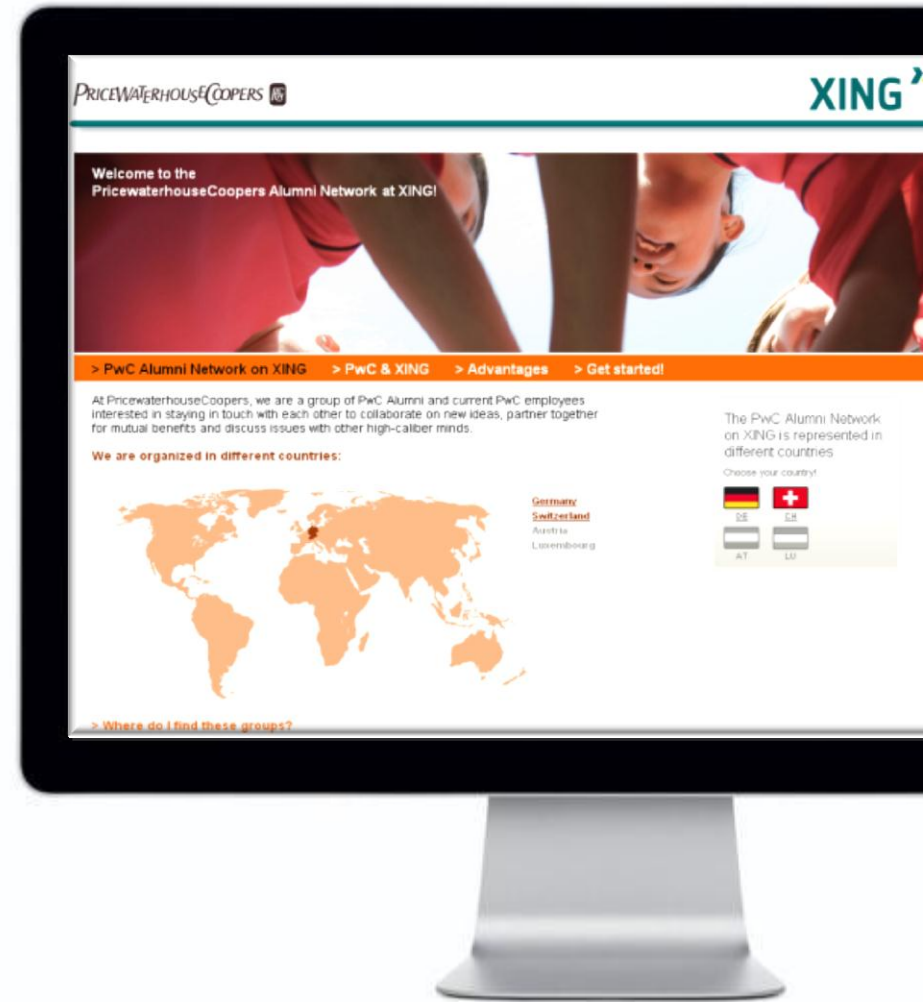 PRICEWATERHOUSECOOPERS
XING
Welcome to the
PricewaterhouseCoopers Alumni Network at XING!
> PwC Alumni Network on XING > PwC & XING > Advantages > Get started!
At PricewaterhouseCoopers, we are a group of PwC Alumni and current PwC employees
interested in staying in touch with each other to collaborate on new ideas, partner together
for mutual benefits and discuss issues with other high-caliber minds.
We are organized in different countries:
Germany
Switzerland
Austria
Luxembourg
The PwC Alumni Network
on XING is represented in
different countries
Choose your country!
DE CH
AT LU
> Where do I find these groups?